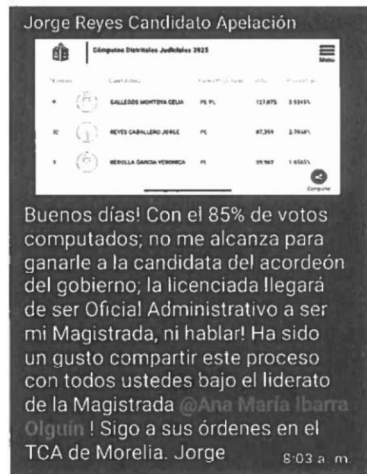 Jorge Reyes Candidato Apelación
Cómputos Distritales Judiciales 2025
Menú
GALLEGOS MONTOYA CELIA PE PL 127,875
REYES CABALLERO JORGE PE 87,359
GARCIA VERONICA
Compartir
Buenos días! Con el 85% de votos
computados; no me alcanza para
ganarle a la candidata del acordeón
del gobierno; la licenciada llegará
de ser Oficial Administrativo a ser
mi Magistrada, ni hablar! Ha sido
un gusto compartir este proceso
con todos ustedes bajo el liderato
de la Magistrada @Ana María Ibarra
Olguín ! Sigo a sus órdenes en el
TCA de Morelia. Jorge 8:03 a. m.